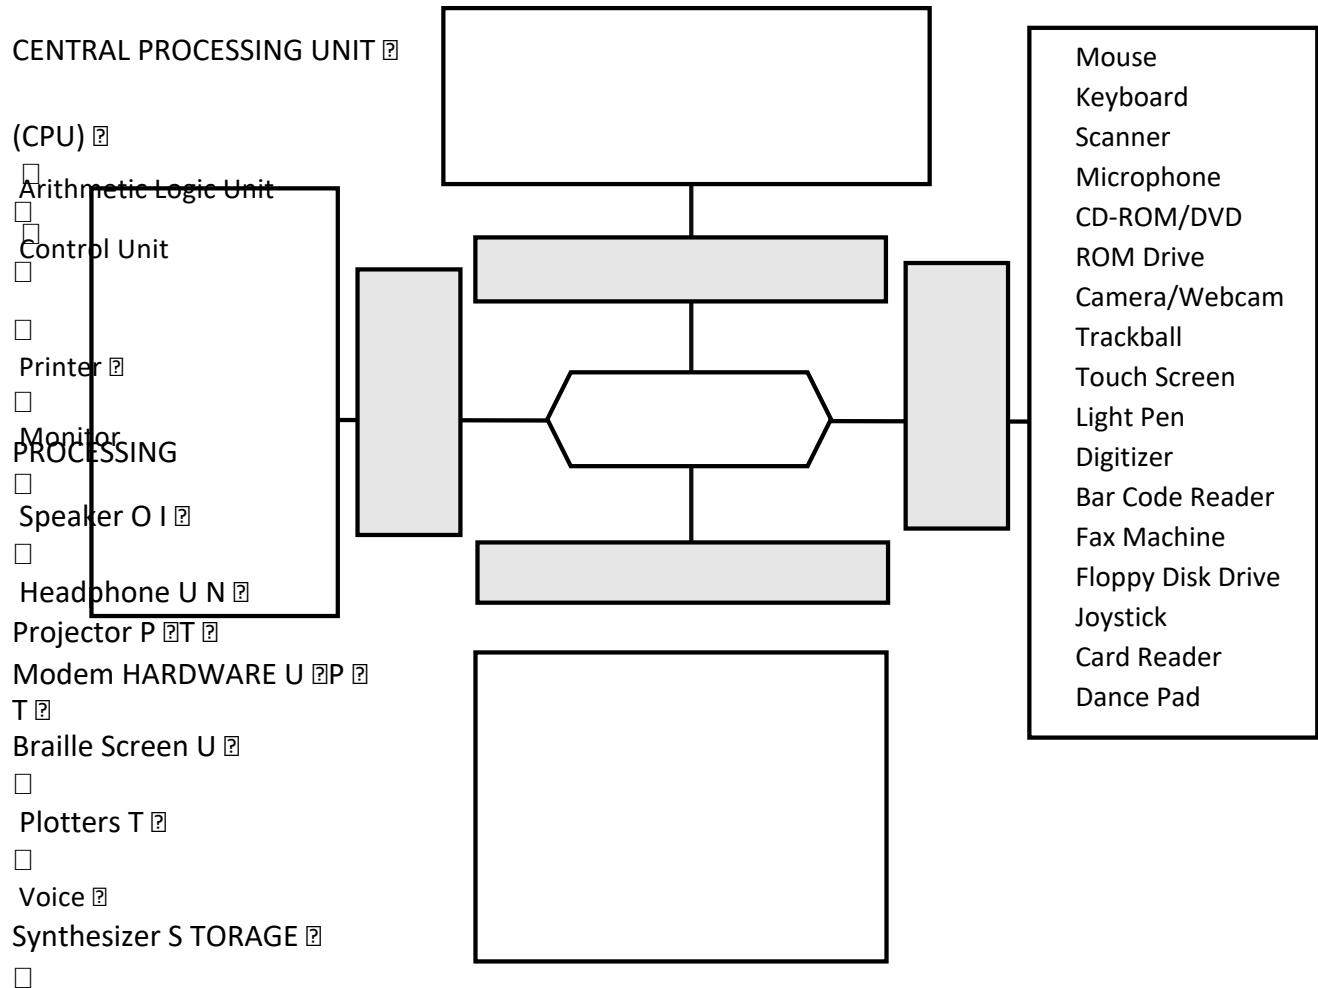 CENTRAL PROCESSING UNIT
(CPU)
Arithmetic Logic Unit
Control Unit
Printer
Monitor
PROCESSING
Speaker O I
Headphone U N
Projector P T
Modem HARDWARE U P
T
Braille Screen U
Plotters T
Voice
Synthesizer S TORAGE
Mouse
Keyboard
Scanner
Microphone
CD-ROM/DVD
ROM Drive
Camera/Webcam
Trackball
Touch Screen
Light Pen
Digitizer
Bar Code Reader
Fax Machine
Floppy Disk Drive
Joystick
Card Reader
Dance Pad